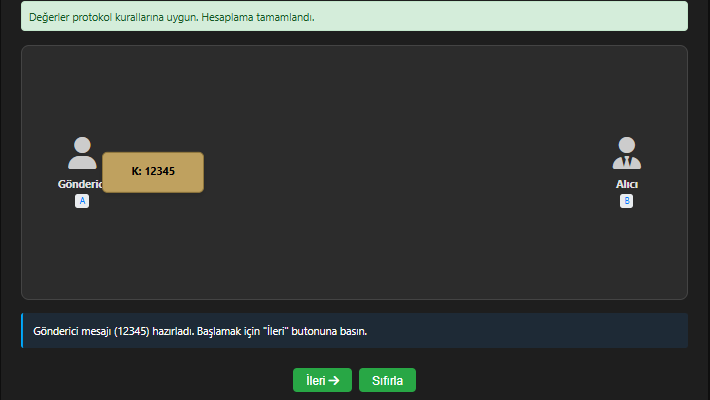 Değerler protokol kurallarına uygun. Hesaplama tamamlandı.
K: 12345
Gönderic
A
Alıcı
B
Gönderici mesajı (12345) hazırladı. Başlamak için "İleri" butonuna basın.
İleri →
Sıfırla